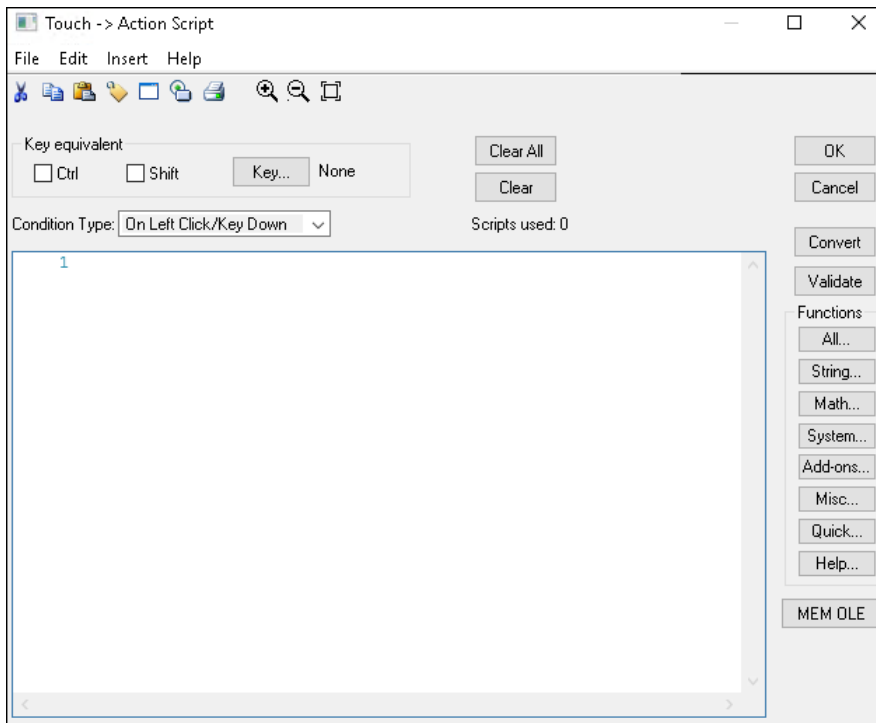 Touch -> Action Script
File Edit Insert Help
Key equivalent
Ctrl Shift Key... None
Clear All
Clear
OK
Cancel
Condition Type: On Left Click/Key Down
Scripts used: 0
1
Convert
Validate
Functions
All...
String...
Math...
System...
Add-ons...
Misc...
Quick...
Help...
MEM OLE